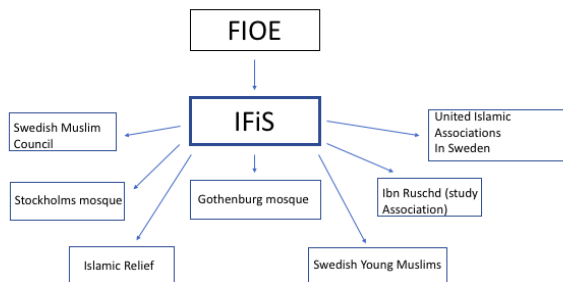 FIOE
IFiS
Swedish Muslim
Council
United Islamic
Associations
In Sweden
Stockholms mosque
Gothenburg mosque
Ibn Ruschd (study
Association)
Islamic Relief
Swedish Young Muslims